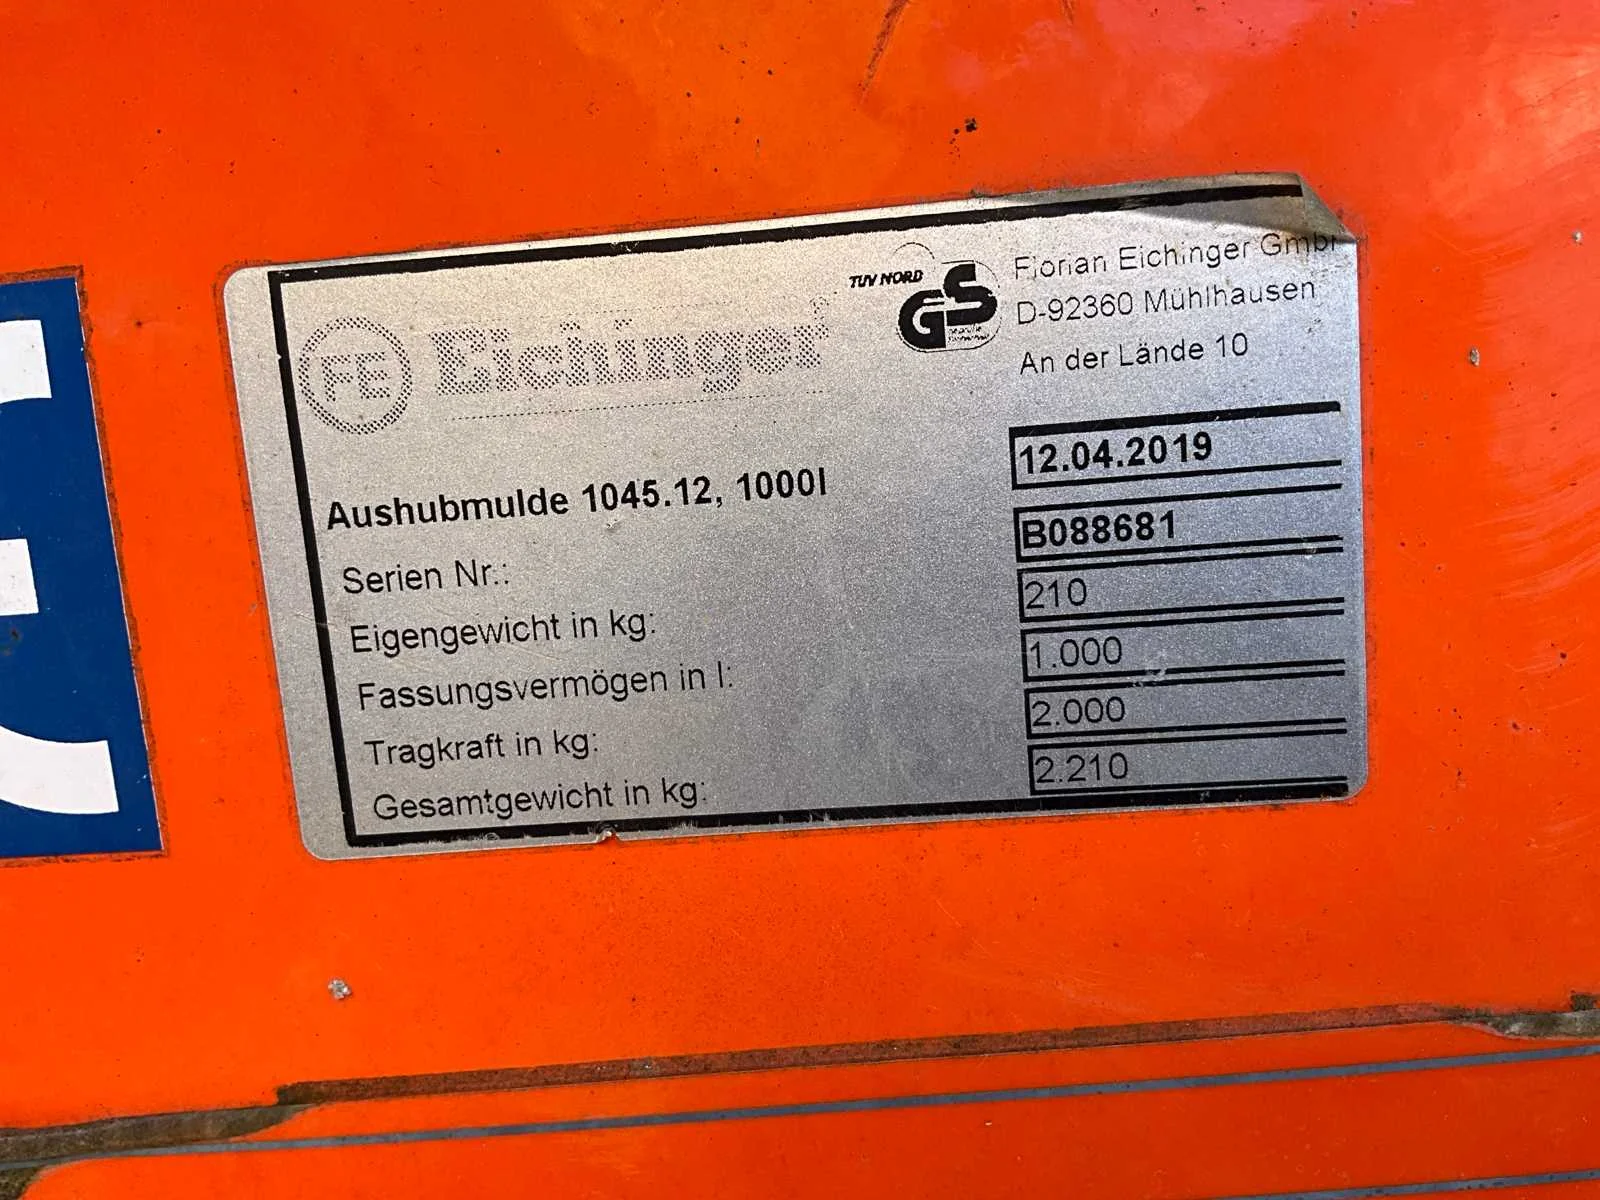 FE Eichinger
TÜV NORD
GS
Florian Eichinger GmbH
D-92360 Mühlhausen
An der Lände 10
Aushubmulde 1045.12, 1000l
12.04.2019
Serien Nr.: B088681
Eigengewicht in kg: 210
Fassungsvermögen in l: 1.000
Tragkraft in kg: 2.000
Gesamtgewicht in kg: 2.210